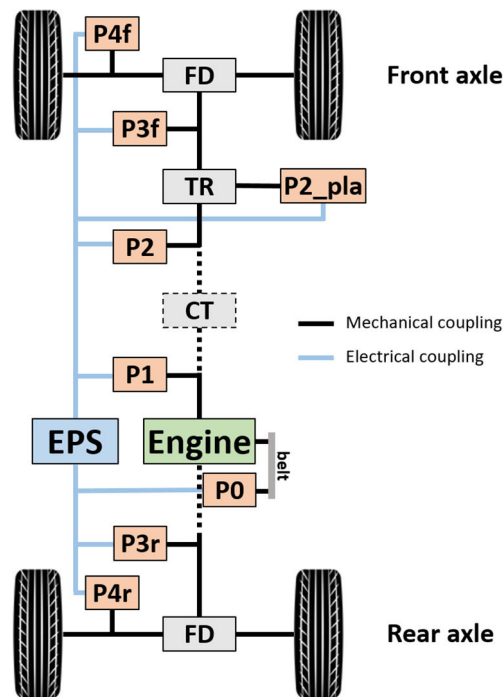 P4f
FD
Front axle
P3f
TR
P2_pla
P2
CT
Mechanical coupling
Electrical coupling
P1
EPS
Engine
belt
P0
P3r
P4r
FD
Rear axle